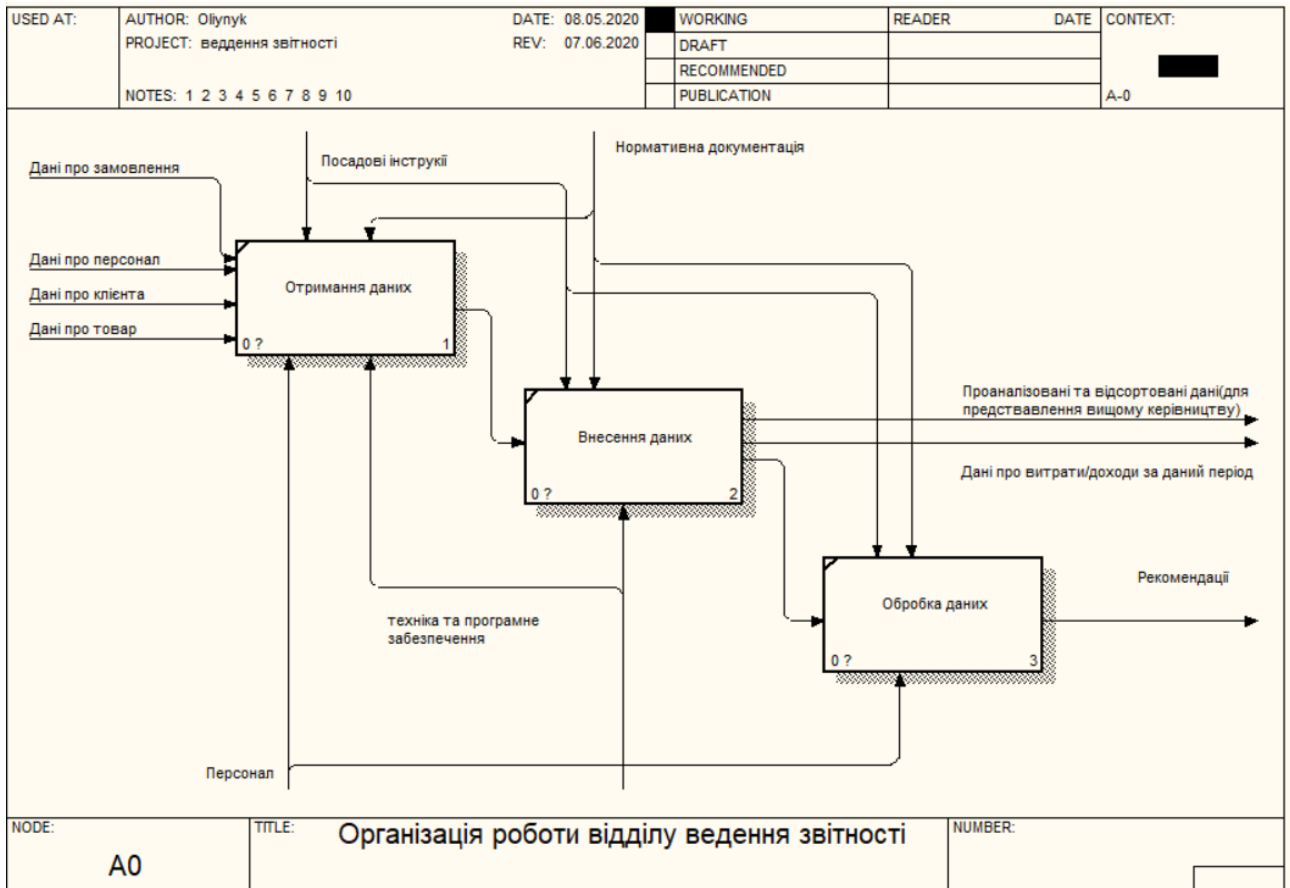 USED AT:
AUTHOR: Oliynyk
DATE: 08.05.2020
PROJECT: веддення звітності
REV: 07.06.2020
NOTES: 1 2 3 4 5 6 7 8 9 10
WORKING
DRAFT
RECOMMENDED
PUBLICATION
READER
DATE
CONTEXT:
A-0
Дані про замовлення
Посадові інструкії
Нормативна документація
Дані про персонал
Дані про клієнта
Дані про товар
Отримання даних
0 ?
1
Внесення даних
0 ?
2
Проаналізовані та відсортовані дані(для
предствавлення вищому керівництву)
Дані про витрати/доходи за даний період
Обробка даних
0 ?
3
Рекомендації
техніка та програмне
забезпечення
Персонал
NODE:
A0
TITLE:
Організація роботи відділу ведення звітності
NUMBER: